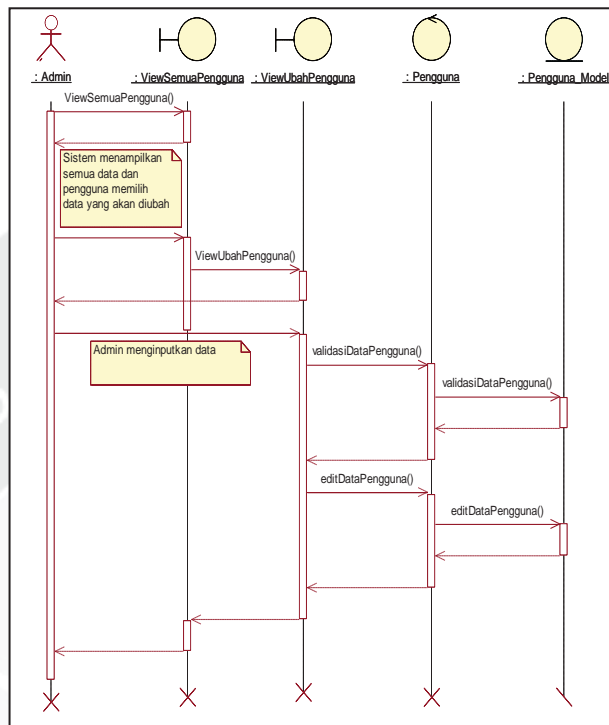 : Admin
: ViewSemuaPengguna
: ViewUbahPengguna
: Pengguna
: Pengguna_Model
ViewSemuaPengguna()
Sistem menampilkan
semua data dan
pengguna memilih
data yang akan diubah
ViewUbahPengguna()
Admin menginputkan data
validasiDataPengguna()
validasiDataPengguna()
editDataPengguna()
editDataPengguna()